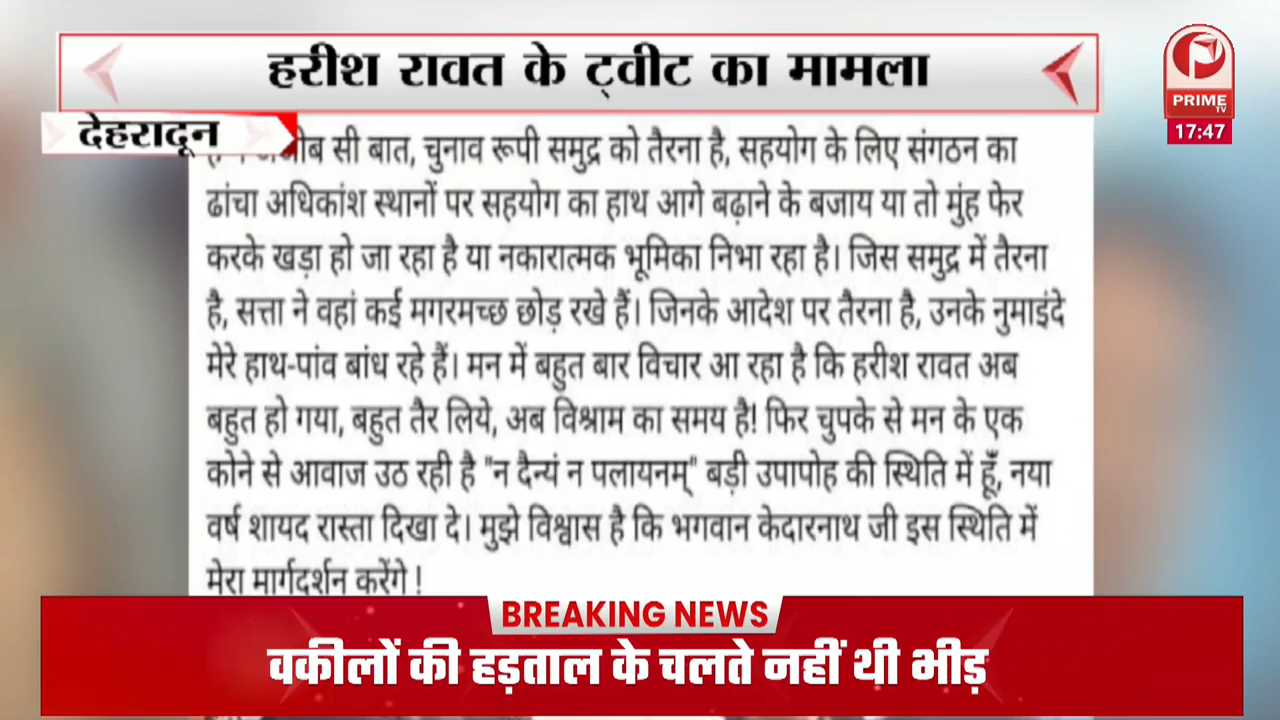 हरीश रावत के ट्वीट का मामला
PRIME
TV
17:47
देहरादून
सी बात, चुनाव रूपी समुद्र को तैरना है, सहयोग के लिए संगठन का
ढांचा अधिकांश स्थानों पर सहयोग का हाथ आगे बढ़ाने के बजाय या तो मुंह फेर
करके खड़ा हो जा रहा है या नकारात्मक भूमिका निभा रहा है। जिस समुद्र में तैरना
है, सत्ता ने वहां कई मगरमच्छ छोड़ रखे हैं। जिनके आदेश पर तैरना है, उनके नुमाइंदे
मेरे हाथ-पांव बांध रहे हैं। मन में बहुत बार विचार आ रहा है कि हरीश रावत अब
बहुत हो गया, बहुत तैर लिये, अब विश्राम का समय है! फिर चुपके से मन के एक
कोने से आवाज उठ रही है "न दैन्यं न पलायनम्" बड़ी उपापोह की स्थिति में हूँ, नया
वर्ष शायद रास्ता दिखा दे। मुझे विश्वास है कि भगवान केदारनाथ जी इस स्थिति में
मेरा मार्गदर्शन करेंगे !
BREAKING NEWS
वकीलों की हड़ताल के चलते नहीं थी भीड़